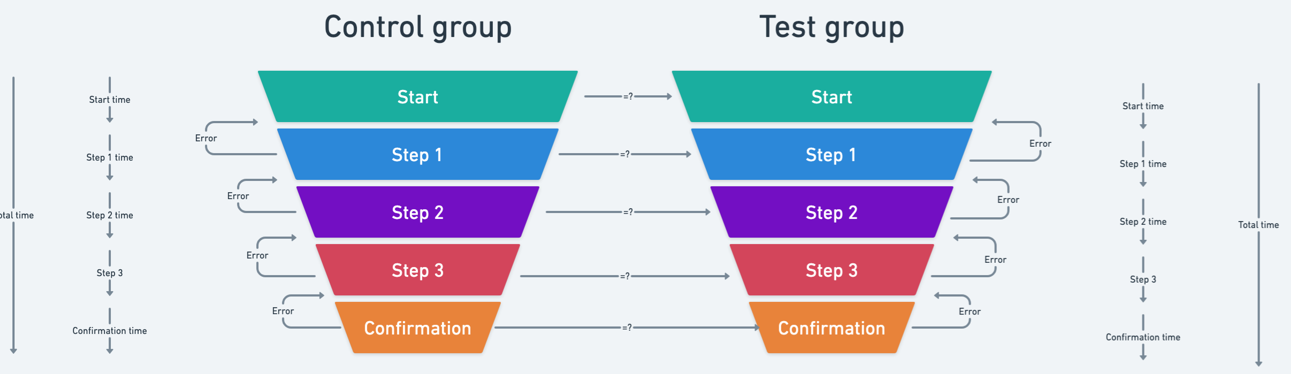 Control group
Test group
Start
=?
Start
Start time
Start time
Error
Error
Step 1
=?
Step 1
Step 1 time
Step 1 time
Error
Error
Step 2
=?
Step 2
otal time
Step 2 time
Step 2 time
Total time
Error
Error
Step 3
=?
Step 3
Step 3
Step 3
Error
Error
Confirmation
=?
Confirmation
Confirmation time
Confirmation time